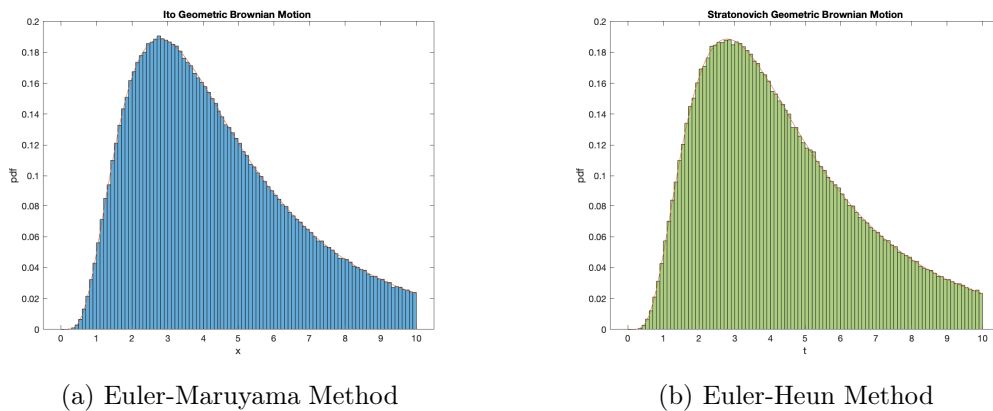 Ito Geometric Brownian Motion
0.2
0.18
0.16
0.14
0.12
0.1
0.08
0.06
0.04
0.02
0
pdf
0 1 2 3 4 5 6 7 8 9 10
x
(a) Euler-Maruyama Method
Stratonovich Geometric Brownian Motion
0.2
0.18
0.16
0.14
0.12
0.1
0.08
0.06
0.04
0.02
0
pdf
0 1 2 3 4 5 6 7 8 9 10
t
(b) Euler-Heun Method